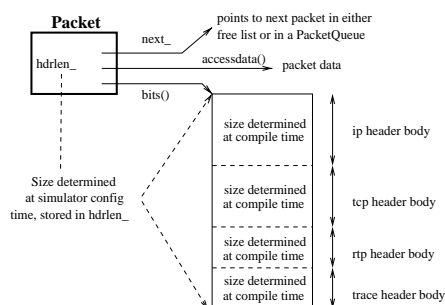 Packet
points to next packet in either
free list or in a PacketQueue
next_
hdrlen_
accessdata()
packet data
bits()
size determined
at compile time
ip header body
Size determined
at simulator config
time, stored in hdrlen_
size determined
at compile time
tcp header body
size determined
at compile time
rtp header body
size determined
at compile time
trace header body